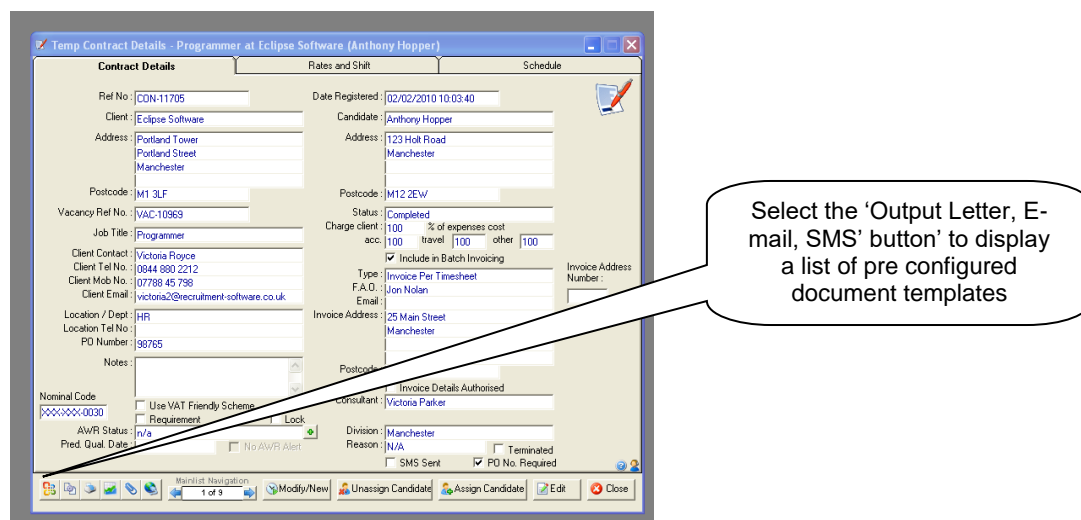 Temp Contract Details - Programmer at Eclipse Software (Anthony Hopper)
Contract Details Rates and Shift Schedule
Ref No : CON-11705 Date Registered : 02/02/2010 10:03:40
Client : Eclipse Software Candidate : Anthony Hopper
Address : Portland Tower Address : 123 Holt Road
Portland Street Manchester
Manchester
Postcode : M1 3LF Postcode : M12 2EW
Vacancy Ref No. : VAC-10969 Status : Completed
Charge client : 100 % of expenses cost
Job Title : Programmer acc. 100 travel 100 other 100
Client Contact : Victoria Royce Include in Batch Invoicing
Client Tel No. : 0844 880 2212 Type : Invoice Per Timesheet Invoice Address
Client Mob No. : 07788 45 798 F.A.O. : Jon Nolan Number :
Client Email : victoria2@recruitment-software.co.uk Email :
Location / Dept : HR Invoice Address : 25 Main Street
Location Tel No : Manchester
PO Number : 98765
Notes : Postcode
Invoice Details Authorised
Nominal Code Consultant : Victoria Parker
XXX-XXX-0030 Use VAT Friendly Scheme
Requirement Lock
AWR Status : n/a Division : Manchester
Pred. Qual. Date : No AWR Alert Reason : N/A Terminated
SMS Sent PO No. Required
Mainlist Navigation
1 of 9 Modify/New Unassign Candidate Assign Candidate Edit Close
Select the ‘Output Letter, E-
mail, SMS’ button’ to display
a list of pre configured
document templates